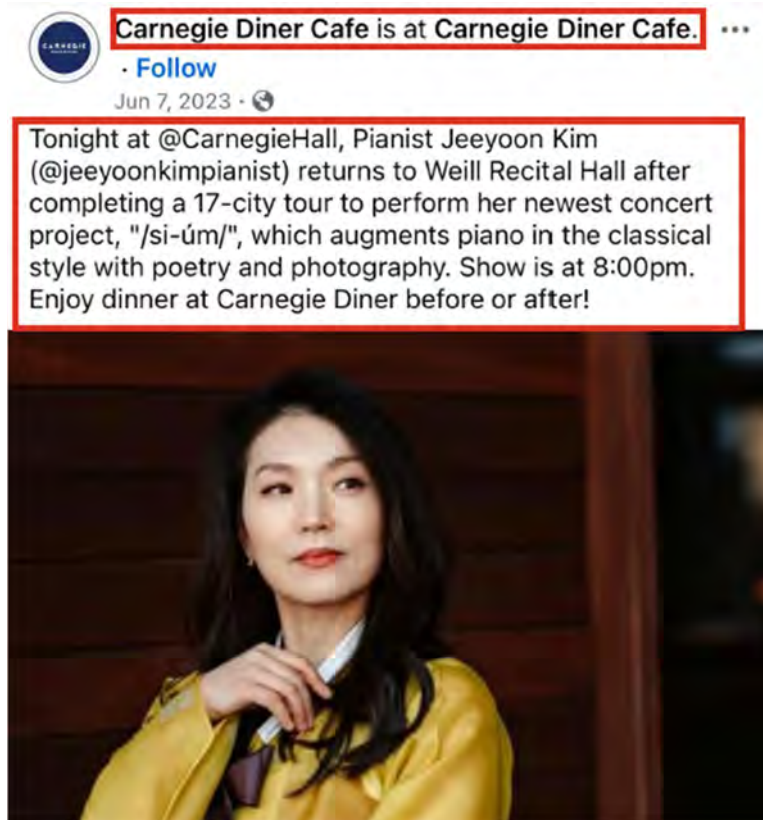 Carnegie Diner Cafe is at Carnegie Diner Cafe.
· Follow
Jun 7, 2023 ·
Tonight at @CarnegieHall, Pianist Jeeyoon Kim
(@jeeyoonkimpianist) returns to Weill Recital Hall after
completing a 17-city tour to perform her newest concert
project, "/si-úm/", which augments piano in the classical
style with poetry and photography. Show is at 8:00pm.
Enjoy dinner at Carnegie Diner before or after!
CARNEGIE